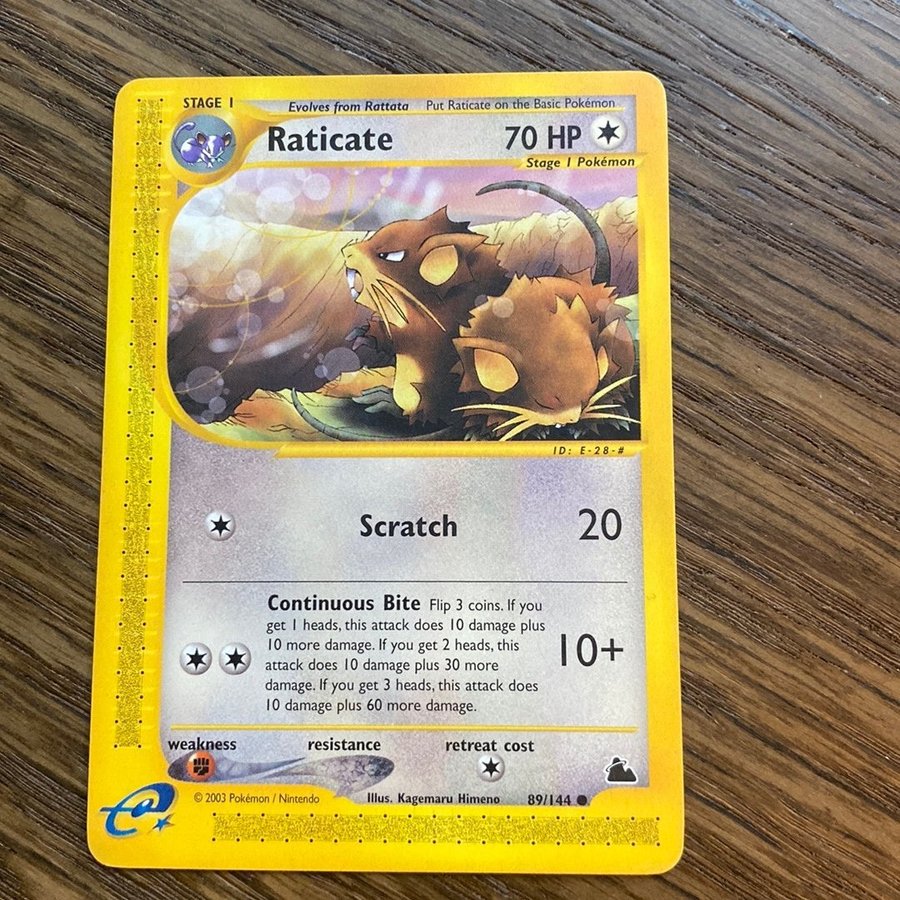 STAGE 1 Evolves from Rattata Put Raticate on the Basic Pokémon
Raticate 70 HP
Stage 1 Pokémon
ID: E-28-#
Scratch 20
Continuous Bite Flip 3 coins. If you
get 1 heads, this attack does 10 damage plus
10 more damage. If you get 2 heads, this
attack does 10 damage plus 30 more
damage. If you get 3 heads, this attack does
10 damage plus 60 more damage.
10+
weakness resistance retreat cost
e
© 2003 Pokémon / Nintendo Illus. Kagemaru Himeno 89/144